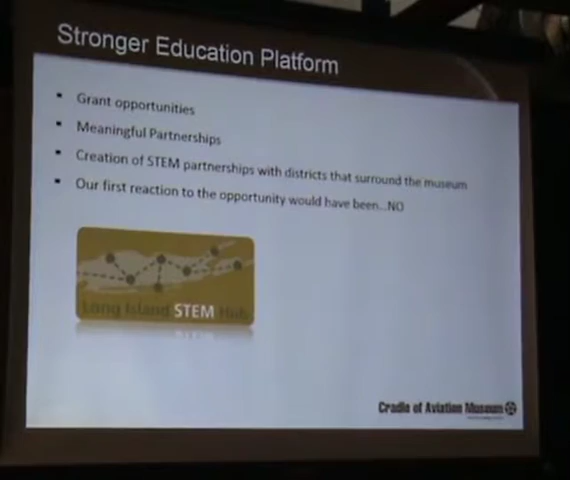 Stronger Education Platform
▪ Grant opportunities
▪ Meaningful Partnerships
▪ Creation of STEM partnerships with districts that surround the museum
▪ Our first reaction to the opportunity would have been...NO
Long Island STEM Hub
Cradle of Aviation Museum